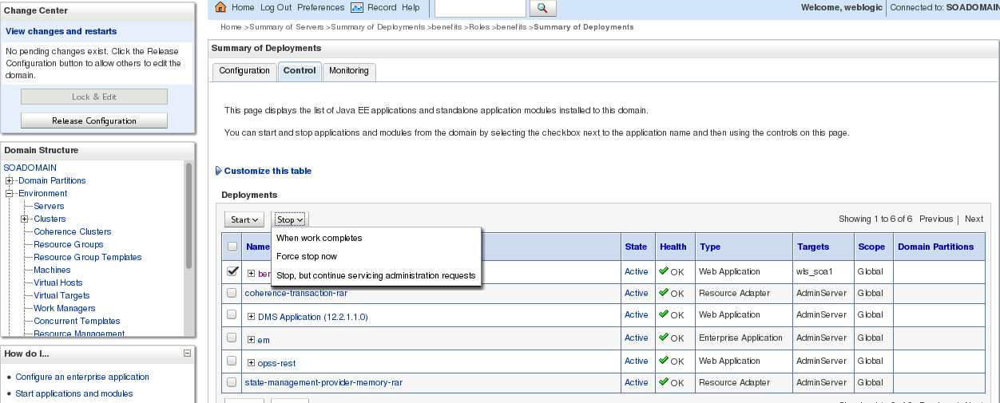 Change Center
View changes and restarts
No pending changes exist. Click the Release
Configuration button to allow others to edit the
domain.
Lock & Edit
Release Configuration
Domain Structure
SOADOMAIN
Domain Partitions
Environment
Servers
Clusters
Coherence Clusters
Resource Groups
Resource Group Templates
Machines
Virtual Hosts
Virtual Targets
Work Managers
Concurrent Templates
Resource Management
How do I...
Configure an enterprise application
Start applications and modules
Home Log Out Preferences Record Help
Welcome, weblogic Connected to: SOADOMAIN
Home >Summary of Servers >Summary of Deployments >benefits >Roles >benefits >Summary of Deployments
Summary of Deployments
Configuration Control Monitoring
This page displays the list of Java EE applications and standalone application modules installed to this domain.
You can start and stop applications and modules from the domain by selecting the checkbox next to the application name and then using the controls on this page.
Customize this table
Deployments
Start Stop Showing 1 to 6 of 6 Previous | Next
When work completes
Force stop now
Stop, but continue servicing administration requests
Name State Health Type Targets Scope Domain Partitions
Active OK Web Application wls_soa1 Global
coherence-transaction-rar Active OK Resource Adapter AdminServer Global
DMS Application (12.2.1.1.0) Active OK Web Application AdminServer Global
em Active OK Enterprise Application AdminServer Global
opss-rest Active OK Web Application AdminServer Global
state-management-provider-memory-rar Active OK Resource Adapter AdminServer Global